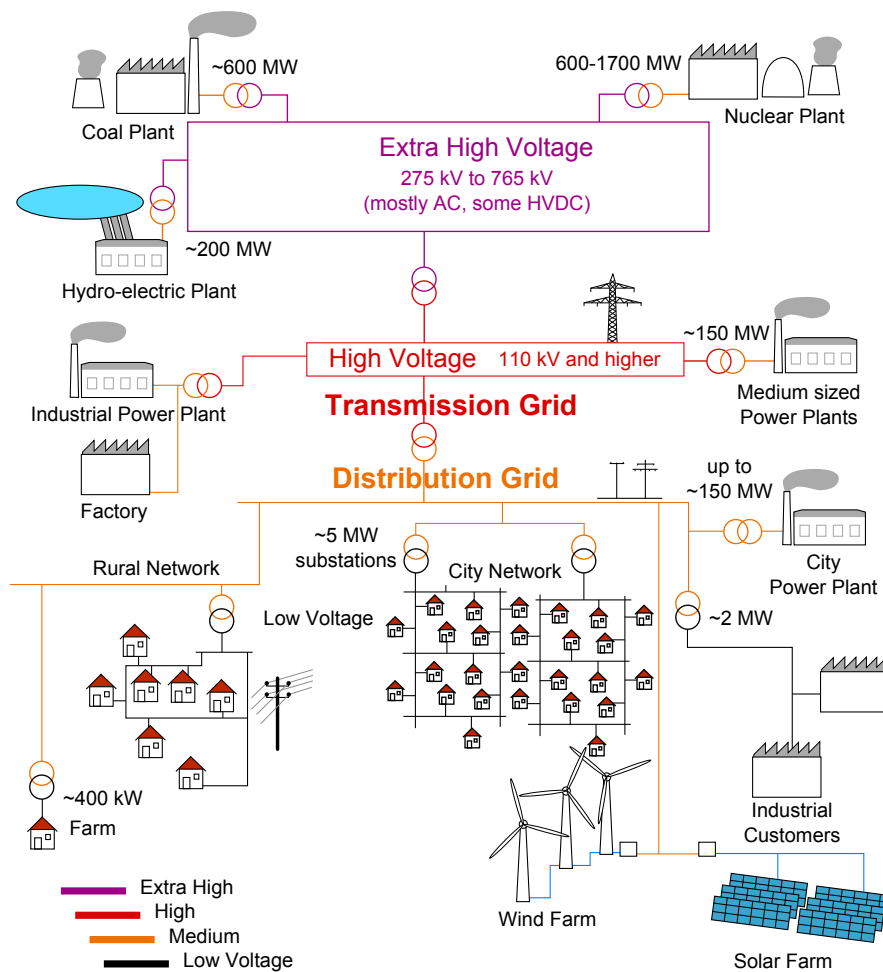 ~600 MW
Coal Plant
600-1700 MW
Nuclear Plant
Extra High Voltage
275 kV to 765 kV
(mostly AC, some HVDC)
~200 MW
Hydro-electric Plant
High Voltage
110 kV and higher
~150 MW
Medium sized
Power Plants
Industrial Power Plant
Transmission Grid
Factory
Distribution Grid
up to
~150 MW
City
Power Plant
~5 MW
substations
Rural Network
City Network
Low Voltage
~2 MW
~400 kW
Farm
Industrial
Customers
Wind Farm
Solar Farm
Extra High
High
Medium
Low Voltage